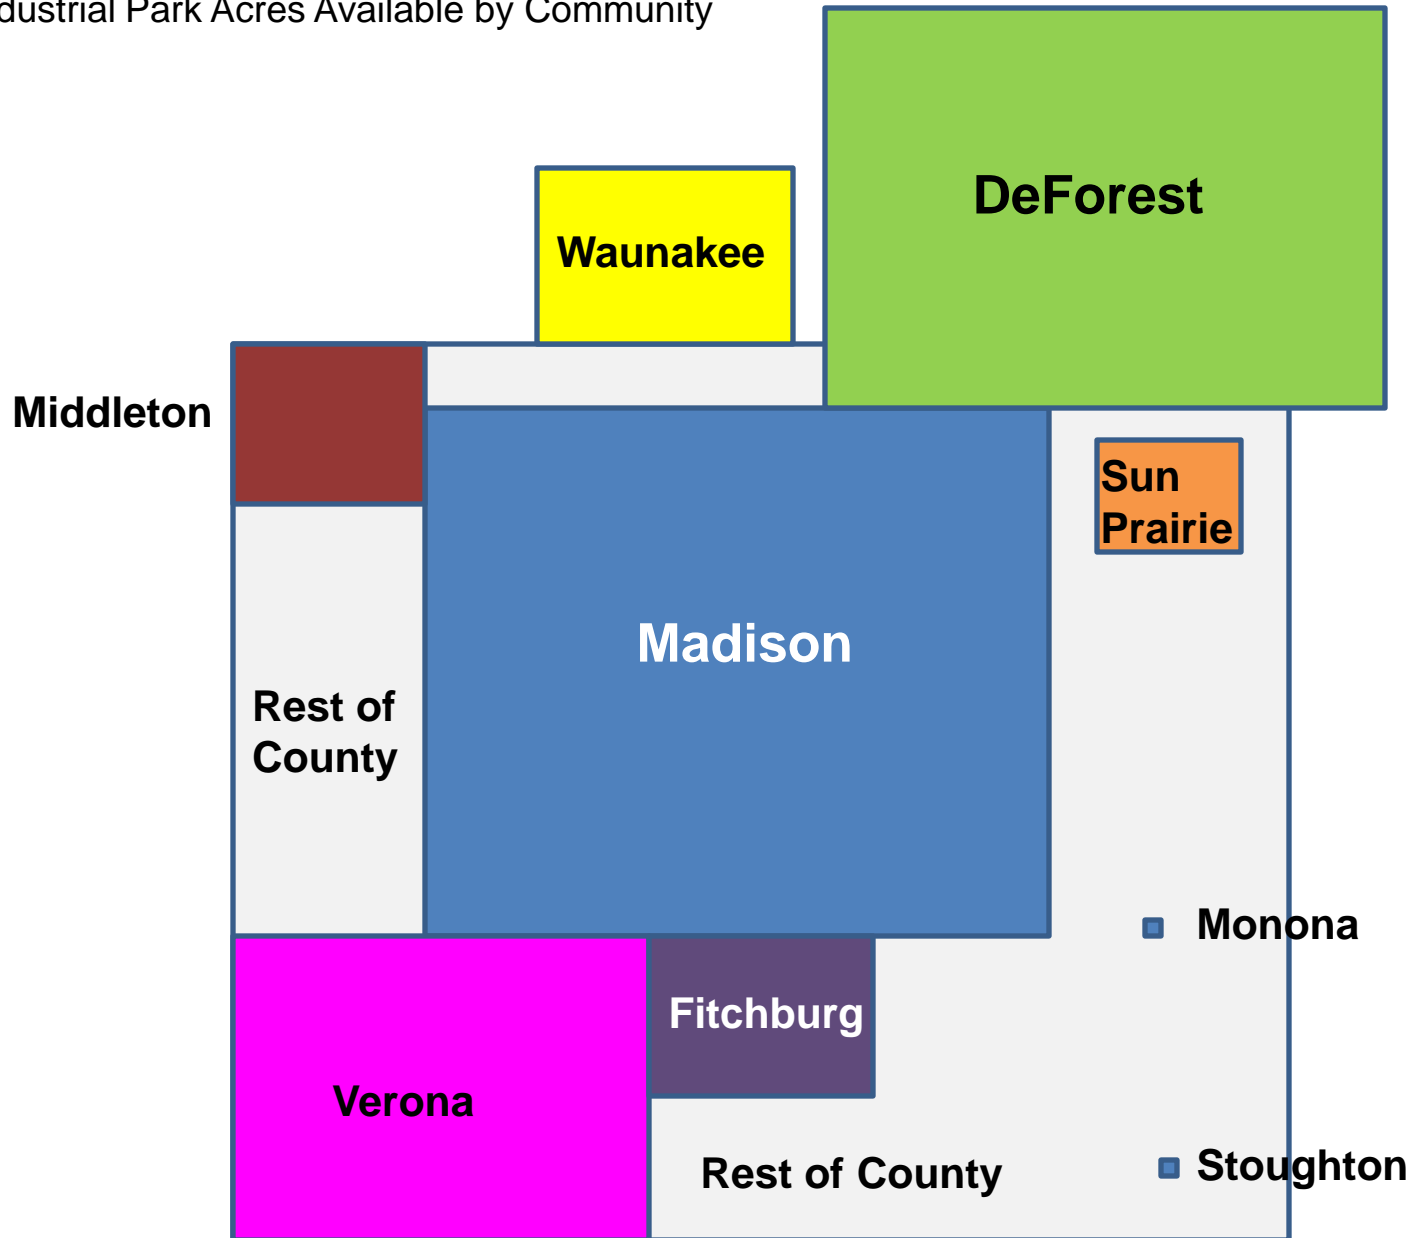 Park Acres Available by Community
DeForest
Waunakee
Middleton
Sun
Prairie
Madison
Rest of
County
Monona
Fitchburg
Verona
Rest of County
Stoughton